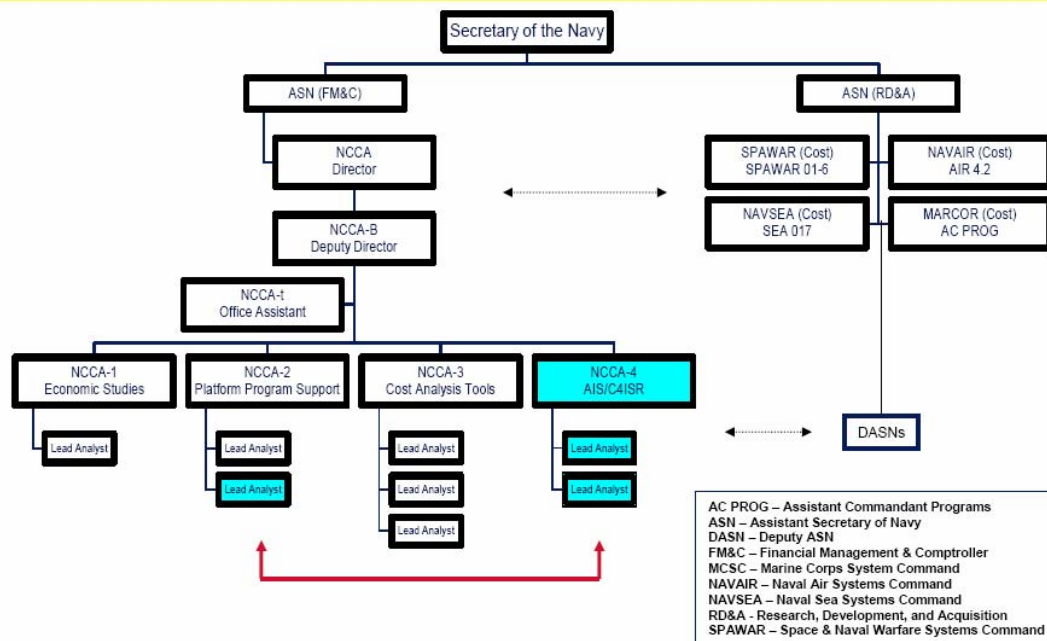 Secretary of the Navy
ASN (FM&C)
ASN (RD&A)
NCCA
Director
SPAWAR (Cost)
SPAWAR 01-6
NAVAIR (Cost)
AIR 4.2
NCCA-B
Deputy Director
NAVSEA (Cost)
SEA 017
MARCOR (Cost)
AC PROG
NCCA-t
Office Assistant
NCCA-1
Economic Studies
NCCA-2
Platform Program Support
NCCA-3
Cost Analysis Tools
NCCA-4
AIS/C4ISR
DASNs
Lead Analyst
Lead Analyst
Lead Analyst
Lead Analyst
Lead Analyst
Lead Analyst
Lead Analyst
Lead Analyst
AC PROG – Assistant Commandant Programs
ASN – Assistant Secretary of Navy
DASN – Deputy ASN
FM&C – Financial Management & Comptroller
MCSC – Marine Corps System Command
NAVAIR – Naval Air Systems Command
NAVSEA – Naval Sea Systems Command
RD&A - Research, Development, and Acquisition
SPAWAR – Space & Naval Warfare Systems Command